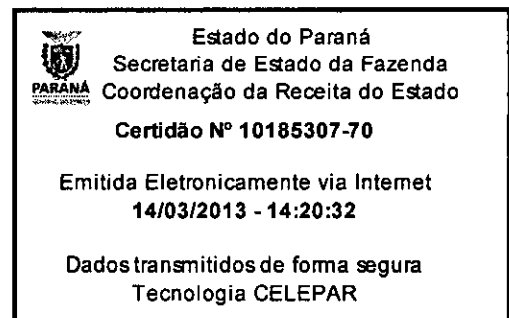 Estado do Paraná
Secretaria de Estado da Fazenda
PARANÁ Coordenação da Receita do Estado
Certidão Nº 10185307-70
Emitida Eletronicamente via Internet
14/03/2013 - 14:20:32
Dados transmitidos de forma segura
Tecnologia CELEPAR